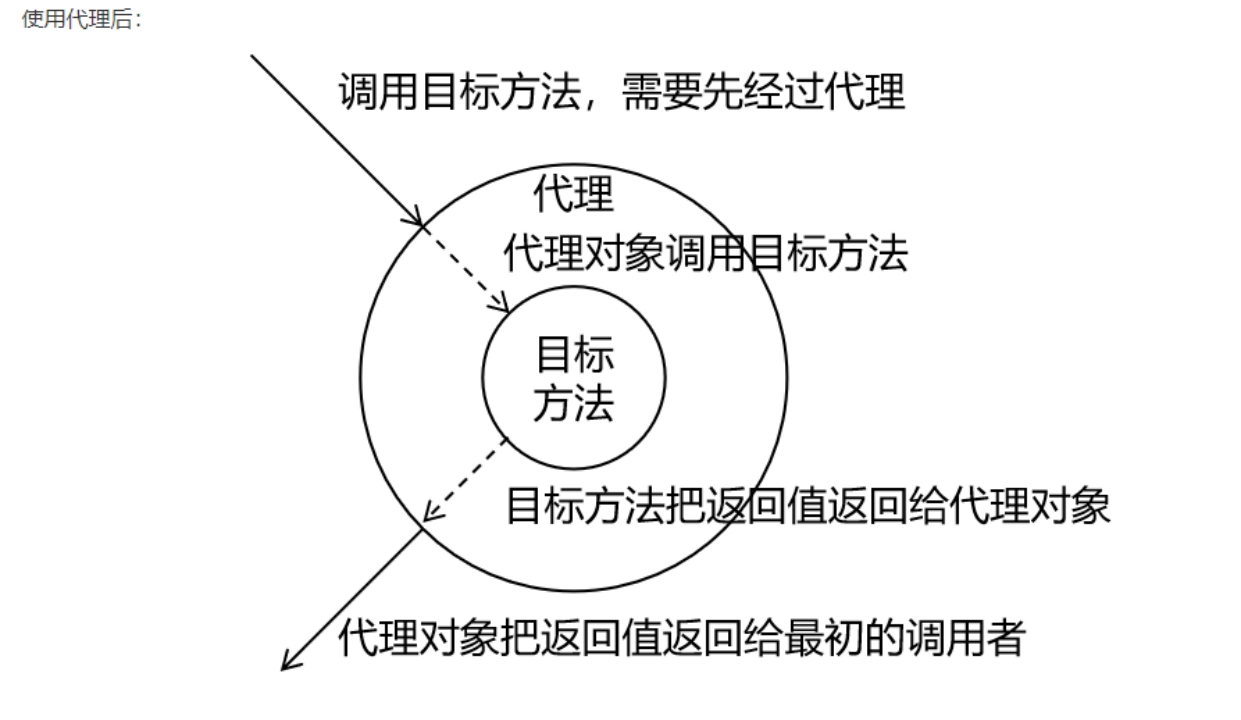 使用代理后：
调用目标方法，需要先经过代理
代理
代理对象调用目标方法
目标
方法
目标方法把返回值返回给代理对象
代理对象把返回值返回给最初的调用者